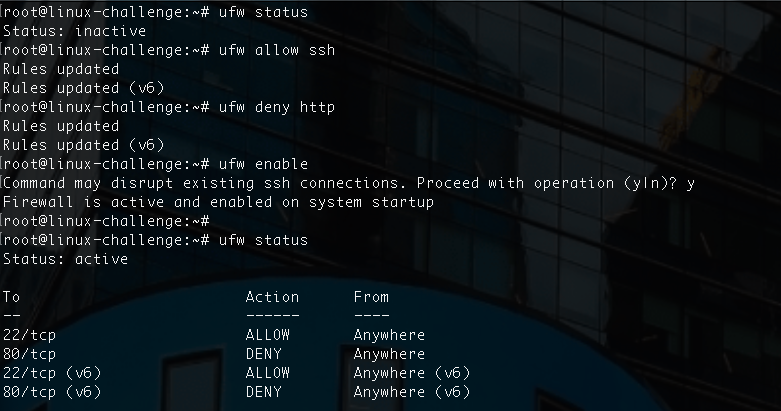 [root@linux-challenge:~# ufw status
Status: inactive
[root@linux-challenge:~# ufw allow ssh
Rules updated
Rules updated (v6)
[root@linux-challenge:~# ufw deny http
Rules updated
Rules updated (v6)
[root@linux-challenge:~# ufw enable
Command may disrupt existing ssh connections. Proceed with operation (y|n)? y
Firewall is active and enabled on system startup
[root@linux-challenge:~#
[root@linux-challenge:~# ufw status
Status: active
To Action From
-- ------ ----
22/tcp ALLOW Anywhere
80/tcp DENY Anywhere
22/tcp (v6) ALLOW Anywhere (v6)
80/tcp (v6) DENY Anywhere (v6)